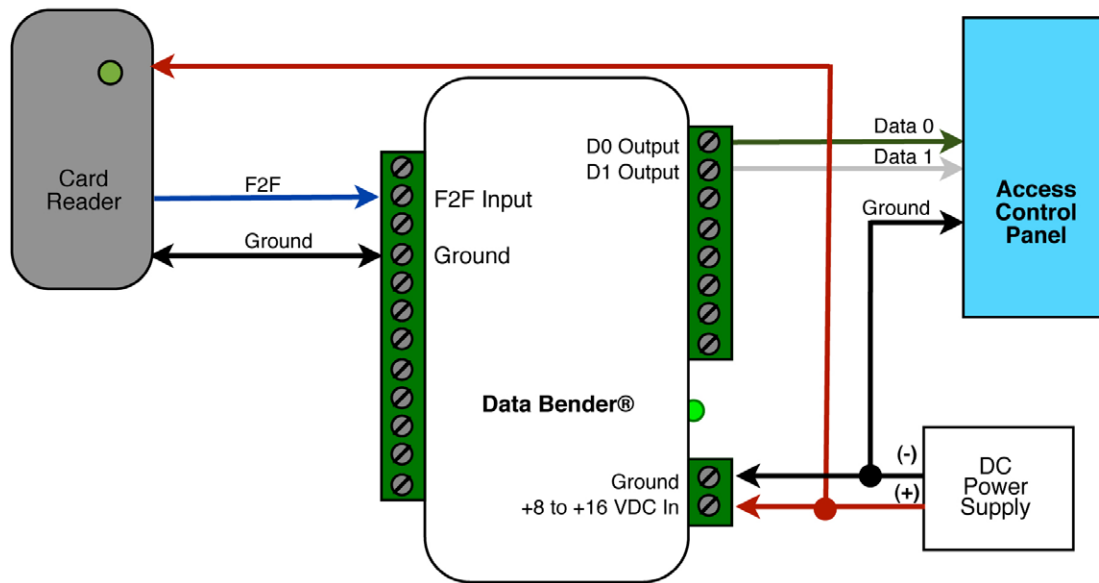 Card
Reader
F2F
Ground
F2F Input
Ground
D0 Output
D1 Output
Data Bender®
Ground
+8 to +16 VDC In
Data 0
Data 1
Ground
Access
Control
Panel
(-)
(+)
DC
Power
Supply